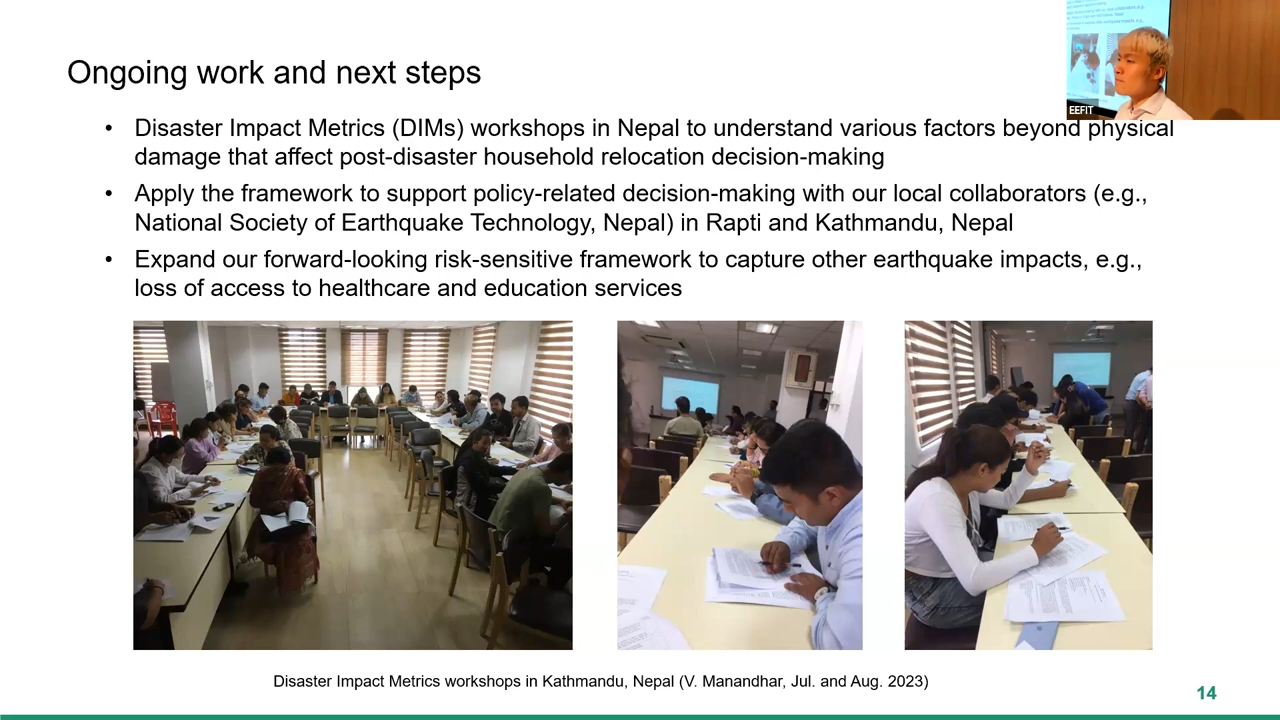 Ongoing work and next steps
EEFIT
• Disaster Impact Metrics (DIMs) workshops in Nepal to understand various factors beyond physical
damage that affect post-disaster household relocation decision-making
• Apply the framework to support policy-related decision-making with our local collaborators (e.g.,
National Society of Earthquake Technology, Nepal) in Rapti and Kathmandu, Nepal
• Expand our forward-looking risk-sensitive framework to capture other earthquake impacts, e.g.,
loss of access to healthcare and education services
Disaster Impact Metrics workshops in Kathmandu, Nepal (V. Manandhar, Jul. and Aug. 2023)
14